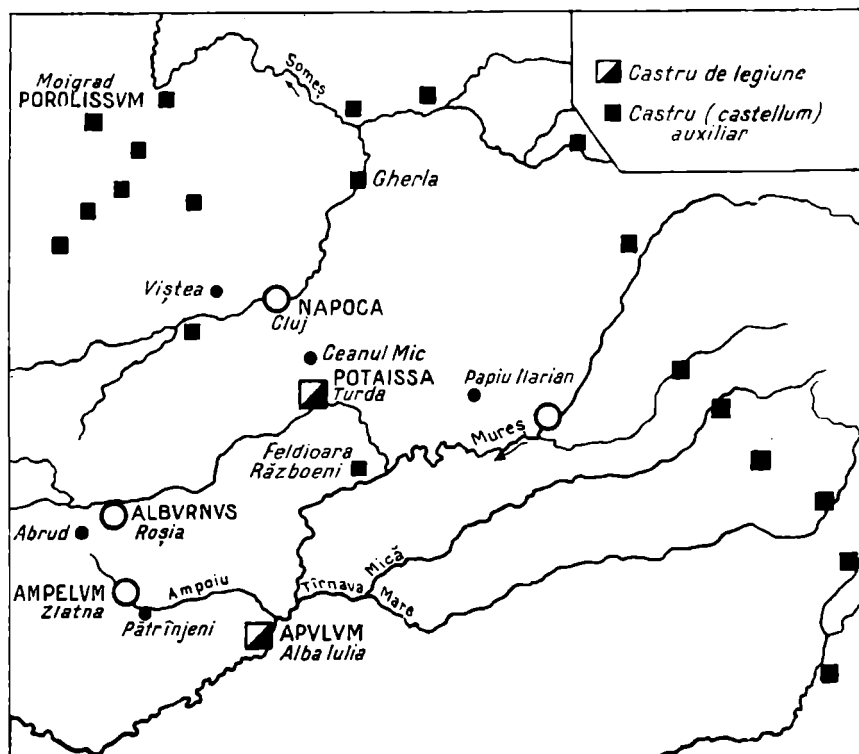 Someș
Moigrad
POROLISSVM
Castru de legiune
Castru (castellum)
auxiliar
Gherla
Viștea
NAPOCA
Cluj
Ceanul Mic
POTAISSA
Turda
Papiu Ilarian
Mureș
Feldioara
Războeni
ALBVRNVS
Roșia
Abrud
AMPELVM
Zlatna
Ampoiu
Pătrînjeni
Tîrnava
Mică
Mare
APVLVM
Alba Iulia